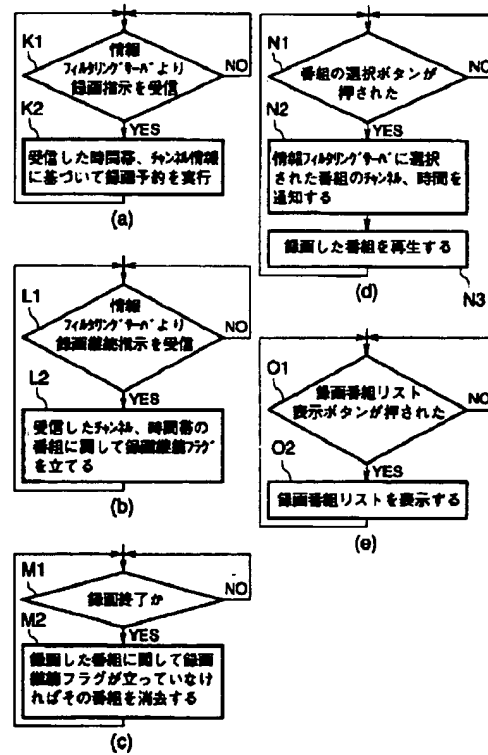 K1
情報
フィルタリングサーバより
録画指示を受信
NO
YES
K2
受信した時間帯、チャンネル情報
に基づいて録画予約を実行
(a)
L1
情報
フィルタリングサーバより
録画継続指示を受信
NO
YES
L2
受信したチャンネル、時間帯の
番組に関して録画継続フラグ
を立てる
(b)
M1
録画終了か
NO
YES
M2
録画した番組に関して録画
継続フラグが立っていなけ
ればその番組を消去する
(c)
N1
番組の選択ボタンが
押された
NO
YES
N2
情報フィルタリングサーバに選択
された番組のチャンネル、時間を
通知する
録画した番組を再生する
N3
(d)
O1
録画番組リスト
表示ボタンが押された
NO
YES
O2
録画番組リストを表示する
(e)